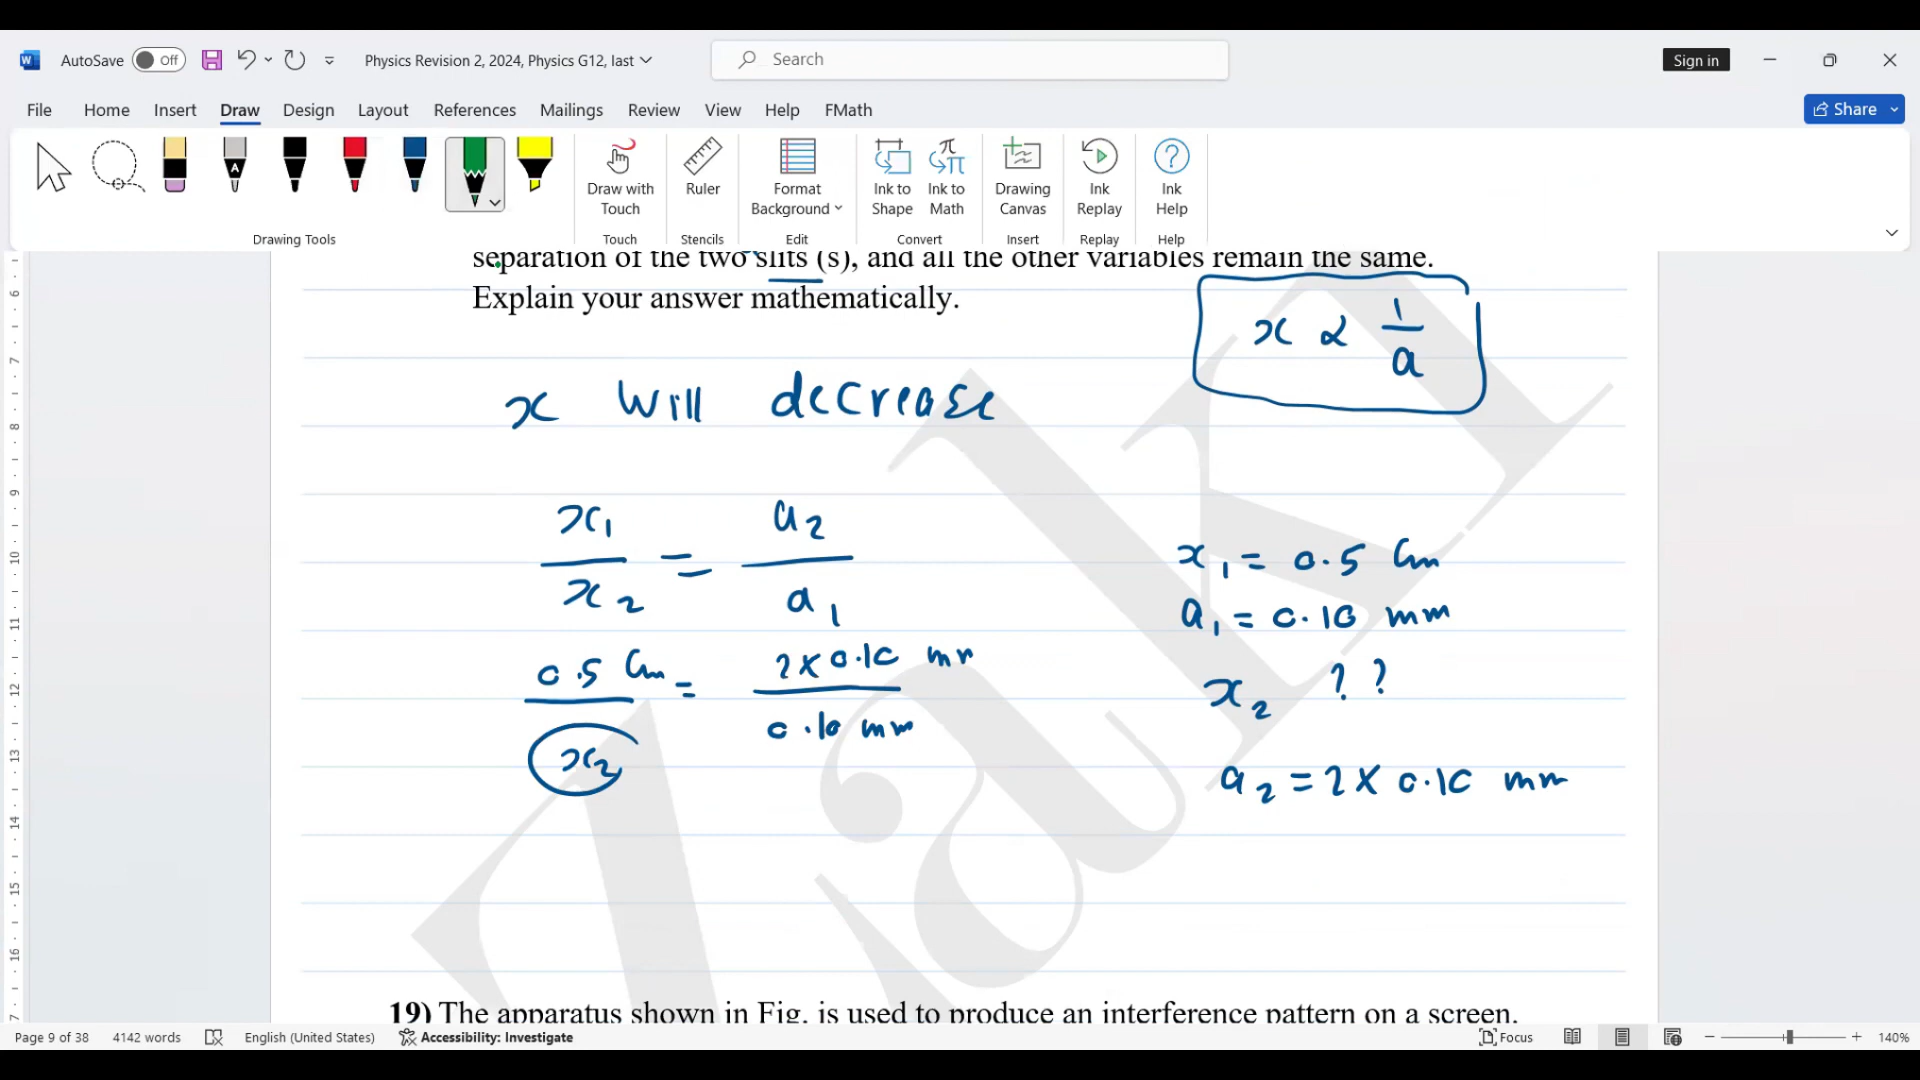 AutoSave Off Physics Revision 2, 2024, Physics G12, last Search Sign in
File Home Insert Draw Design Layout References Mailings Review View Help FMath Share
Draw with Touch Ruler Format Background Ink to Shape Ink to Math Drawing Canvas Ink Replay Ink Help
Drawing Tools Touch Stencils Edit Convert Insert Replay Help
separation of the two slits (s), and all the other variables remain the same.
Explain your answer mathematically.
x ∝ 1/a
x will decrease
x₁/x₂ = a₂/a₁
x₁ = 0.5 cm
a₁ = 0.10 mm
0.5 cm/x₂ = 2 × 0.10 mm/0.10 mm
x₂ ? ?
a₂ = 2 × 0.10 mm
Zaki
19) The apparatus shown in Fig. is used to produce an interference pattern on a screen.
Page 9 of 38 4142 words English (United States) Accessibility: Investigate Focus 140%